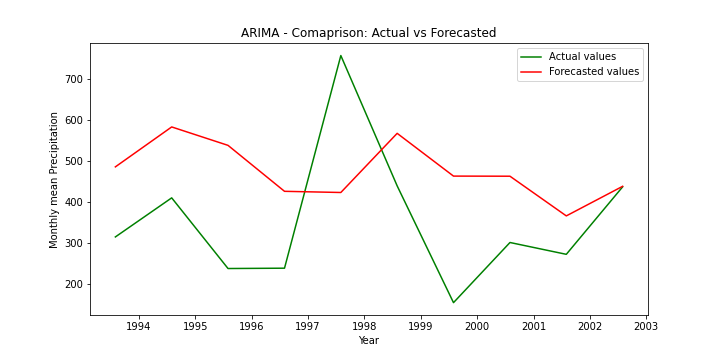 ARIMA - Comaprison: Actual vs Forecasted
Actual values
Forecasted values
Monthly mean Precipitation
700
600
500
400
300
200
1994 1995 1996 1997 1998 1999 2000 2001 2002 2003
Year